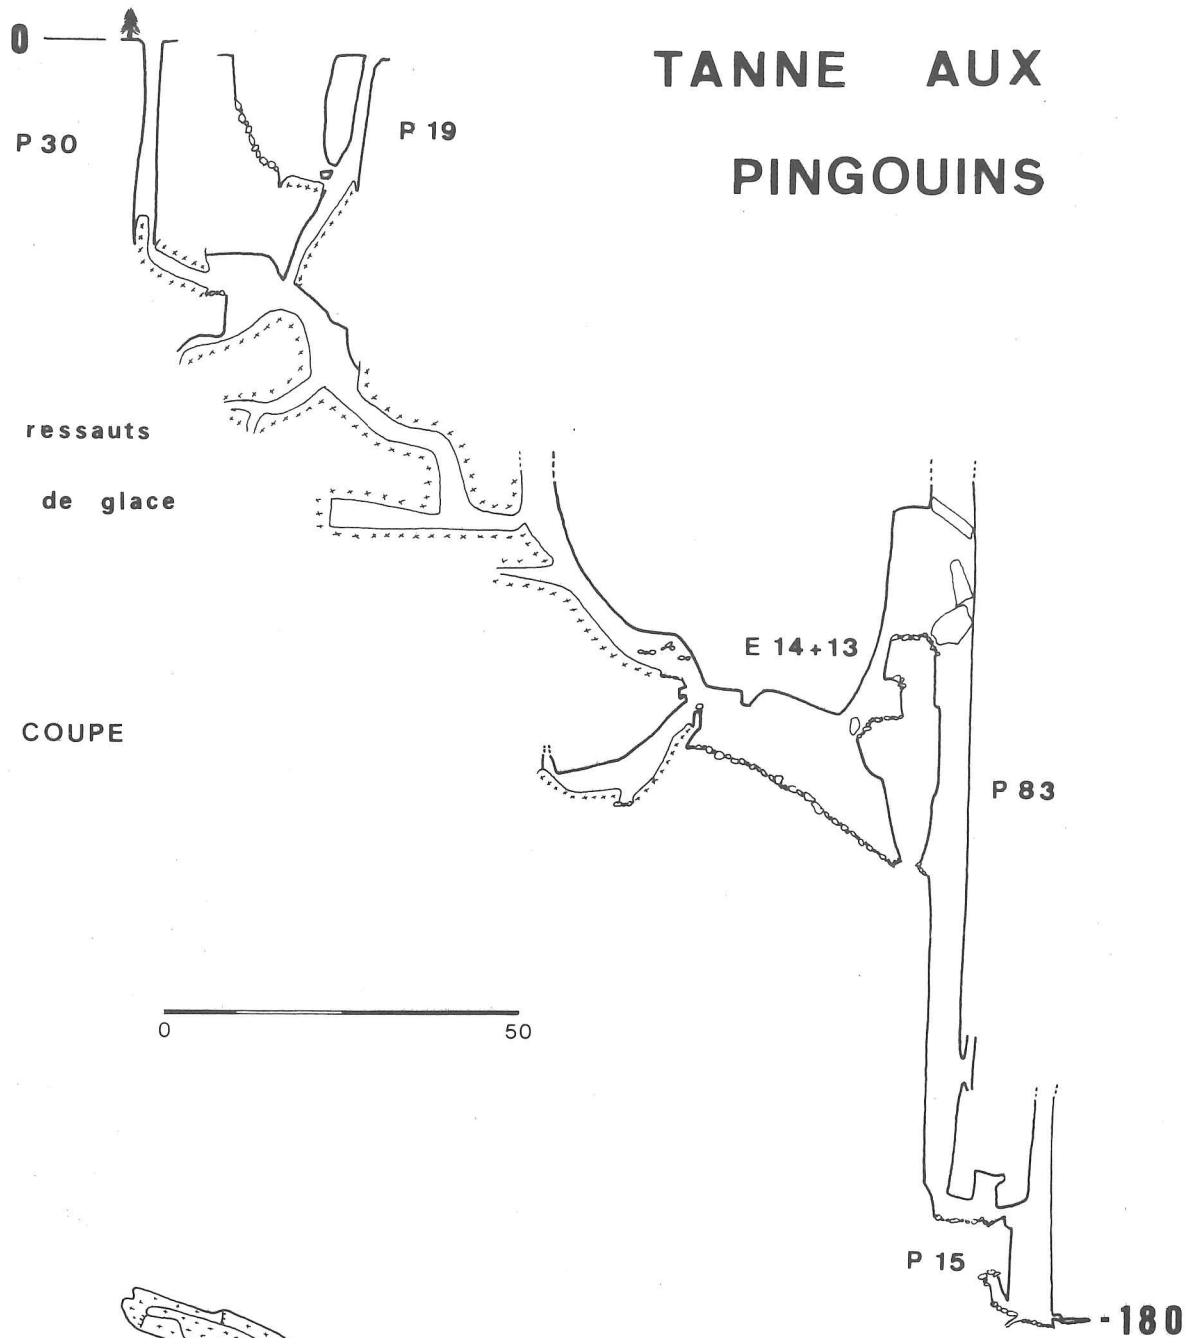 0
TANNE AUX
PINGOUINS
P 30
P 19
ressauts
de glace
E 14+13
COUPE
P 83
0
50
P 15
-180